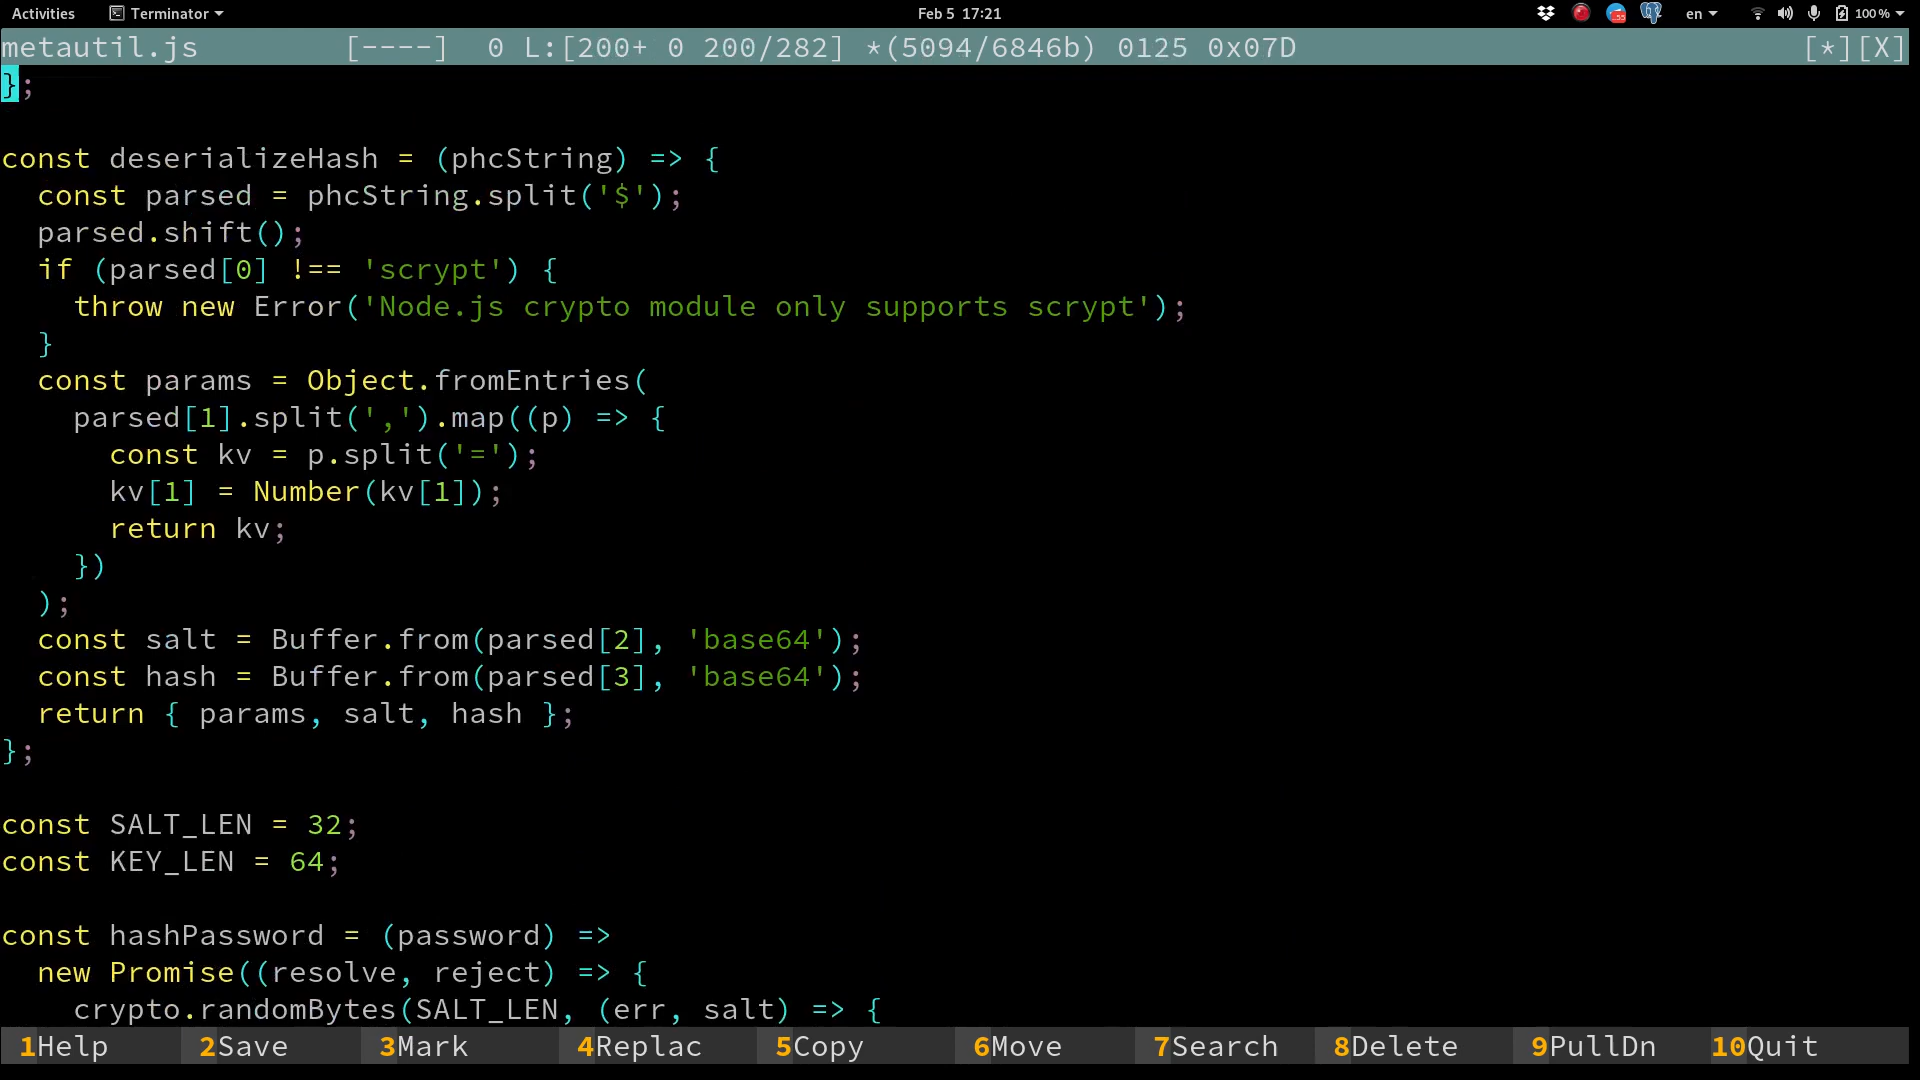 Activities Terminator Feb 5 17:21 en 100 %
metautil.js [----] 0 L:[200+ 0 200/282] *(5094/6846b) 0125 0x07D [*][X]
};
const deserializeHash = (phcString) => {
  const parsed = phcString.split('$');
  parsed.shift();
  if (parsed[0] !== 'scrypt') {
    throw new Error('Node.js crypto module only supports scrypt');
  }
  const params = Object.fromEntries(
    parsed[1].split(',').map((p) => {
      const kv = p.split('=');
      kv[1] = Number(kv[1]);
      return kv;
    })
  );
  const salt = Buffer.from(parsed[2], 'base64');
  const hash = Buffer.from(parsed[3], 'base64');
  return { params, salt, hash };
};
const SALT_LEN = 32;
const KEY_LEN = 64;
const hashPassword = (password) =>
  new Promise((resolve, reject) => {
    crypto.randomBytes(SALT_LEN, (err, salt) => {
1Help 2Save 3Mark 4Replac 5Copy 6Move 7Search 8Delete 9PullDn 10Quit